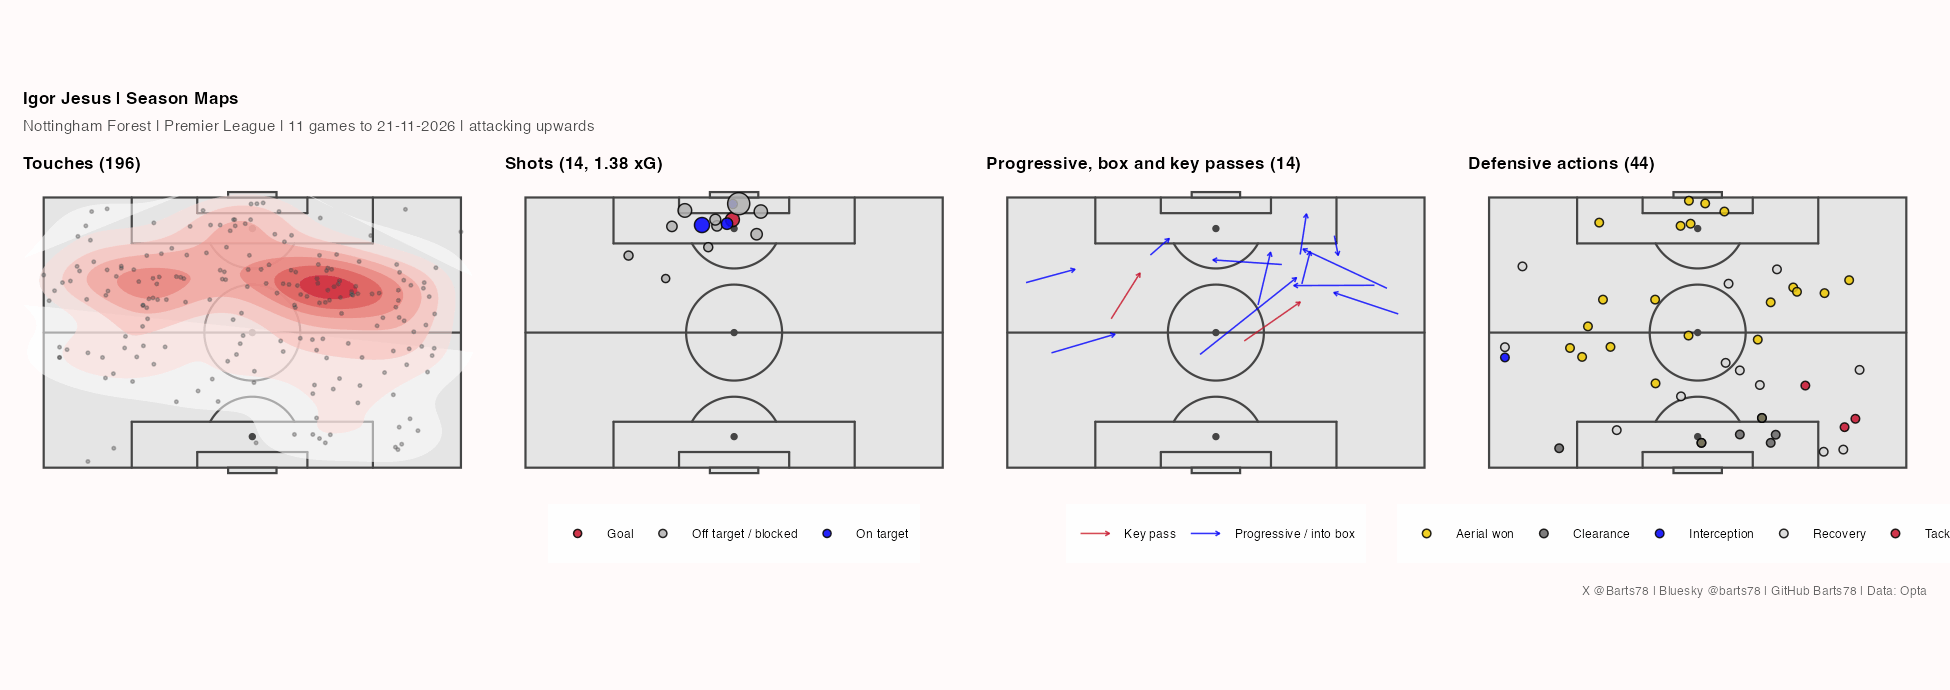 Igor Jesus | Season Maps
Nottingham Forest | Premier League | 11 games to 21-11-2026 | attacking upwards
Touches (196)
Shots (14, 1.38 xG)
Progressive, box and key passes (14)
Defensive actions (44)
Goal
Off target / blocked
On target
Key pass
Progressive / into box
Aerial won
Clearance
Interception
Recovery
Tack
X @Barts78 | Bluesky @barts78 | GitHub Barts78 | Data: Opta